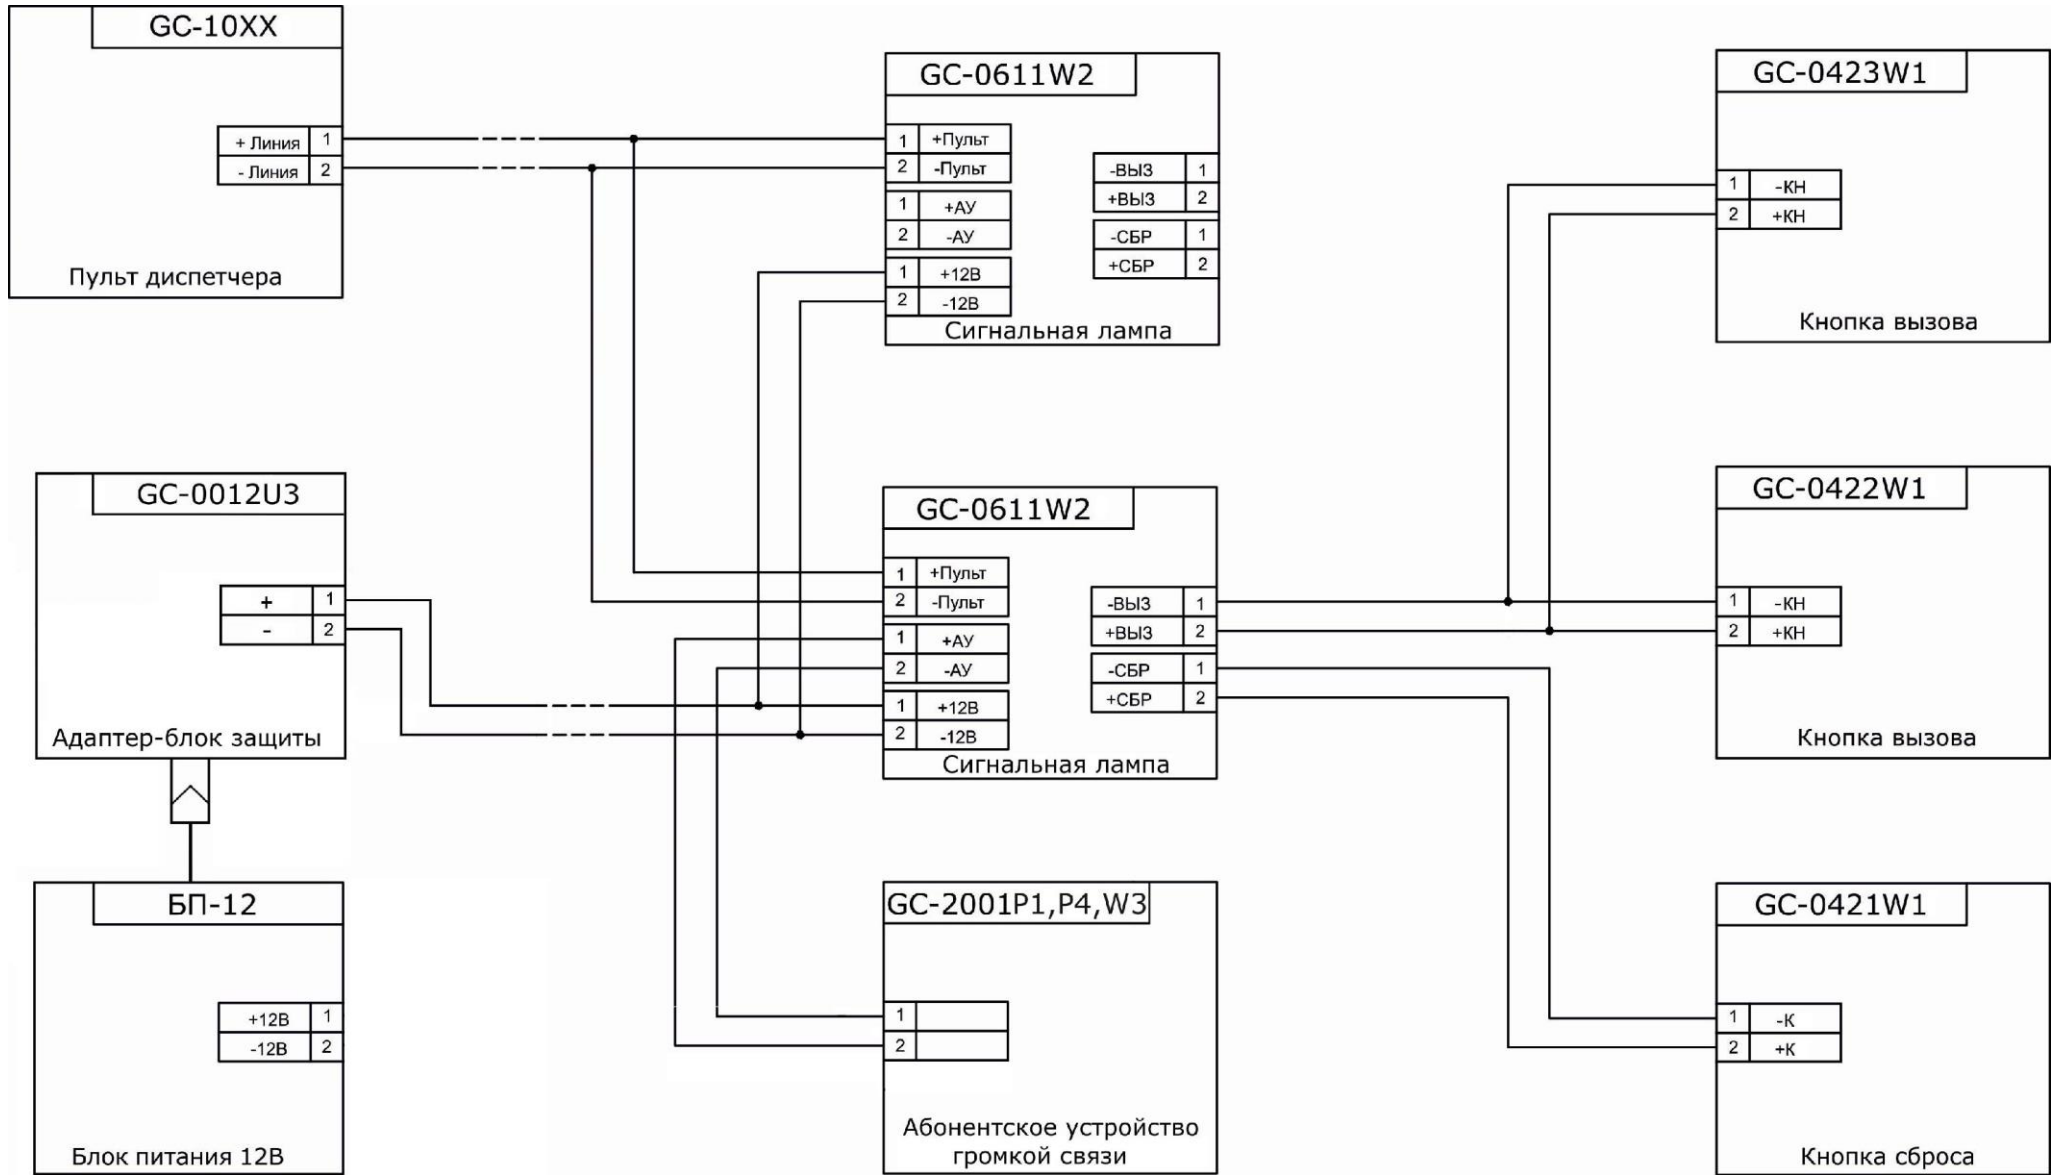 GC-10XX
+ Линия 1
- Линия 2
Пульт диспетчера
GC-0611W2
1 +Пульт
2 -Пульт
1 +АУ
2 -АУ
1 +12В
2 -12В
-ВЫЗ 1
+ВЫЗ 2
-СБР 1
+СБР 2
Сигнальная лампа
GC-0423W1
1 -КН
2 +КН
Кнопка вызова
GC-0012U3
+ 1
- 2
Адаптер-блок защиты
GC-0611W2
1 +Пульт
2 -Пульт
1 +АУ
2 -АУ
1 +12В
2 -12В
-ВЫЗ 1
+ВЫЗ 2
-СБР 1
+СБР 2
Сигнальная лампа
GC-0422W1
1 -КН
2 +КН
Кнопка вызова
БП-12
+12В 1
-12В 2
Блок питания 12В
GC-2001P1,P4,W3
1
2
Абонентское устройство
громкой связи
GC-0421W1
1 -К
2 +К
Кнопка сброса